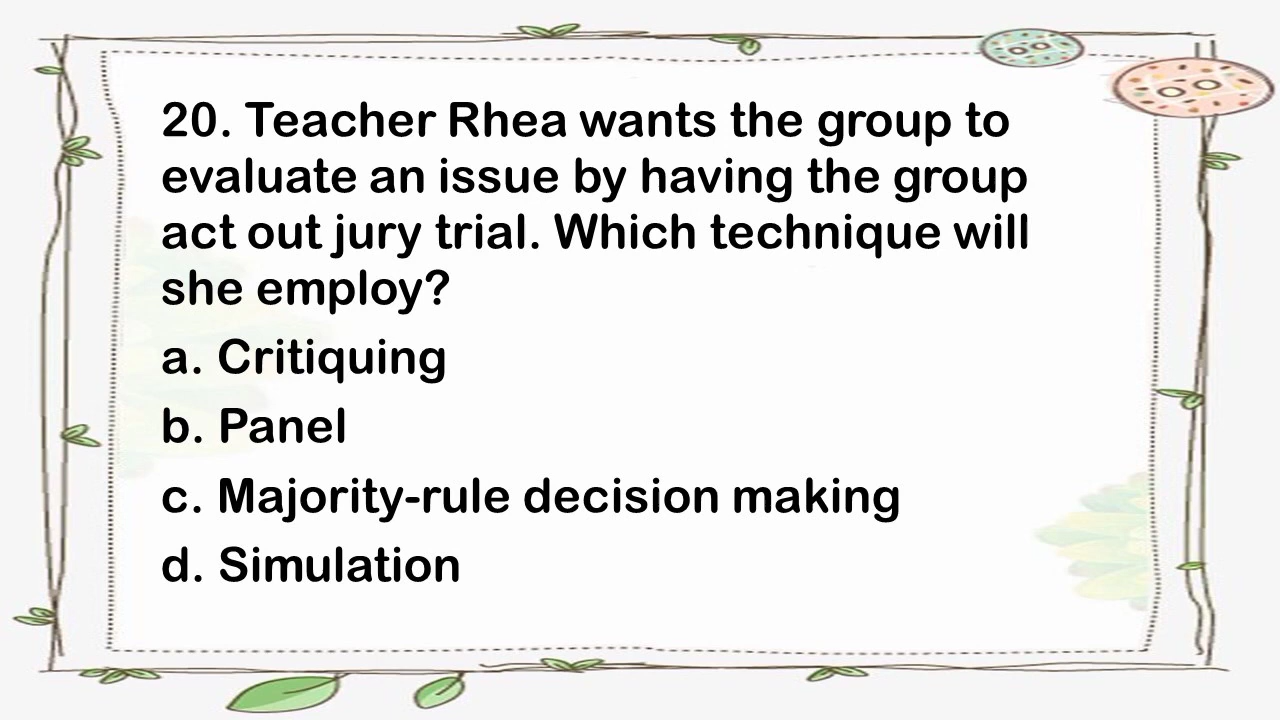 20. Teacher Rhea wants the group to
evaluate an issue by having the group
act out jury trial. Which technique will
she employ?
a. Critiquing
b. Panel
c. Majority-rule decision making
d. Simulation